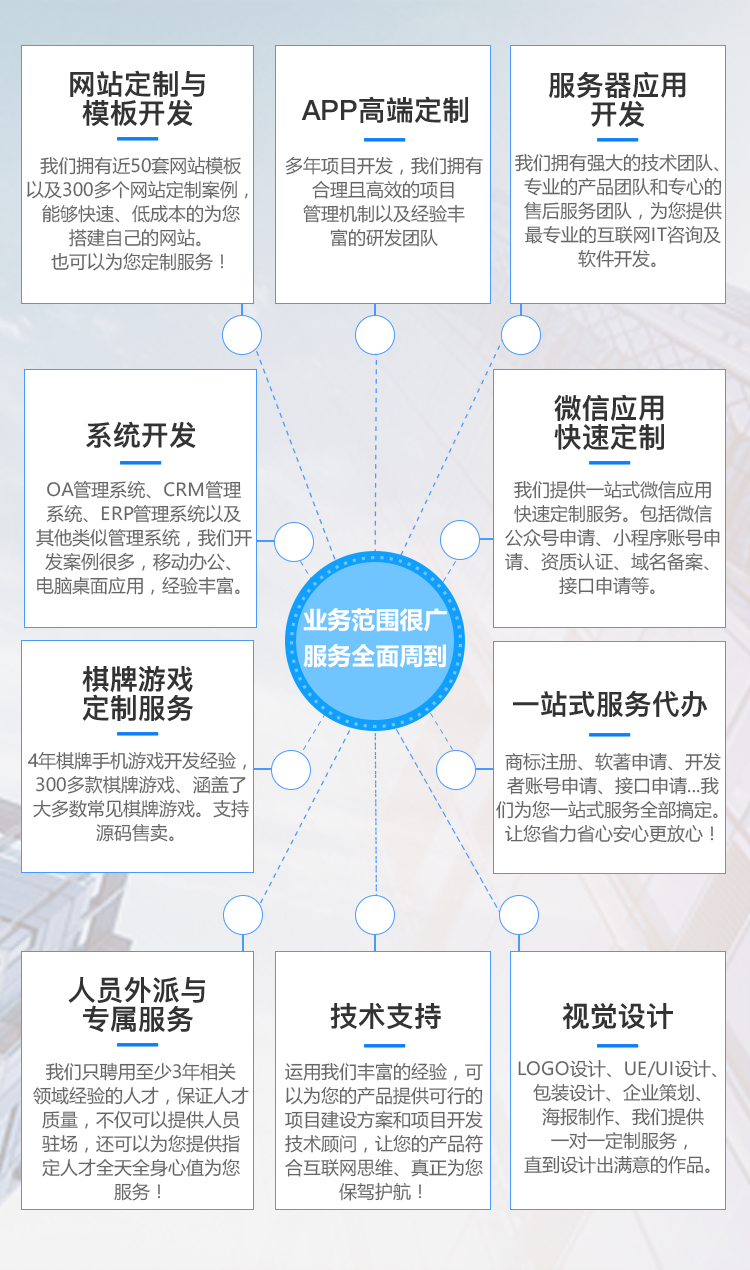 网站定制与
模板开发
我们拥有近50套网站模板
以及300多个网站定制案例，
能够快速、低成本的为您
搭建自己的网站。
也可以为您定制服务！
APP高端定制
多年项目开发，我们拥有
合理且高效的项目
管理机制以及经验丰
富的研发团队
服务器应用
开发
我们拥有强大的技术团队、
专业的产品团队和专心的
售后服务团队，为您提供
最专业的互联网IT咨询及
软件开发。
系统开发
OA管理系统、CRM管理
系统、ERP管理系统以及
其他类似管理系统，我们开
发案例很多，移动办公、
电脑桌面应用，经验丰富。
微信应用
快速定制
我们提供一站式微信应用
快速定制服务。包括微信
公众号申请、小程序账号申
请、资质认证、域名备案、
接口申请等。
业务范围很广
服务全面周到
棋牌游戏
定制服务
4年棋牌手机游戏开发经验，
300多款棋牌游戏、涵盖了
大多数常见棋牌游戏。支持
源码售卖。
一站式服务代办
商标注册、软著申请、开发
者账号申请、接口申请...我
们为您一站式服务全部搞定。
让您省力省心安心更放心！
人员外派与
专属服务
我们只聘用至少3年相关
领域经验的人才，保证人才
质量，不仅可以提供人员
驻场，还可以为您提供指
定人才全天全身心值为您
服务！
技术支持
运用我们丰富的经验，可
以为您的产品提供可行的
项目建设方案和项目开发
技术顾问，让您的产品符
合互联网思维、真正为您
保驾护航！
视觉设计
LOGO设计、UE/UI设计、
包装设计、企业策划、
海报制作、我们提供
一对一定制服务，
直到设计出满意的作品。